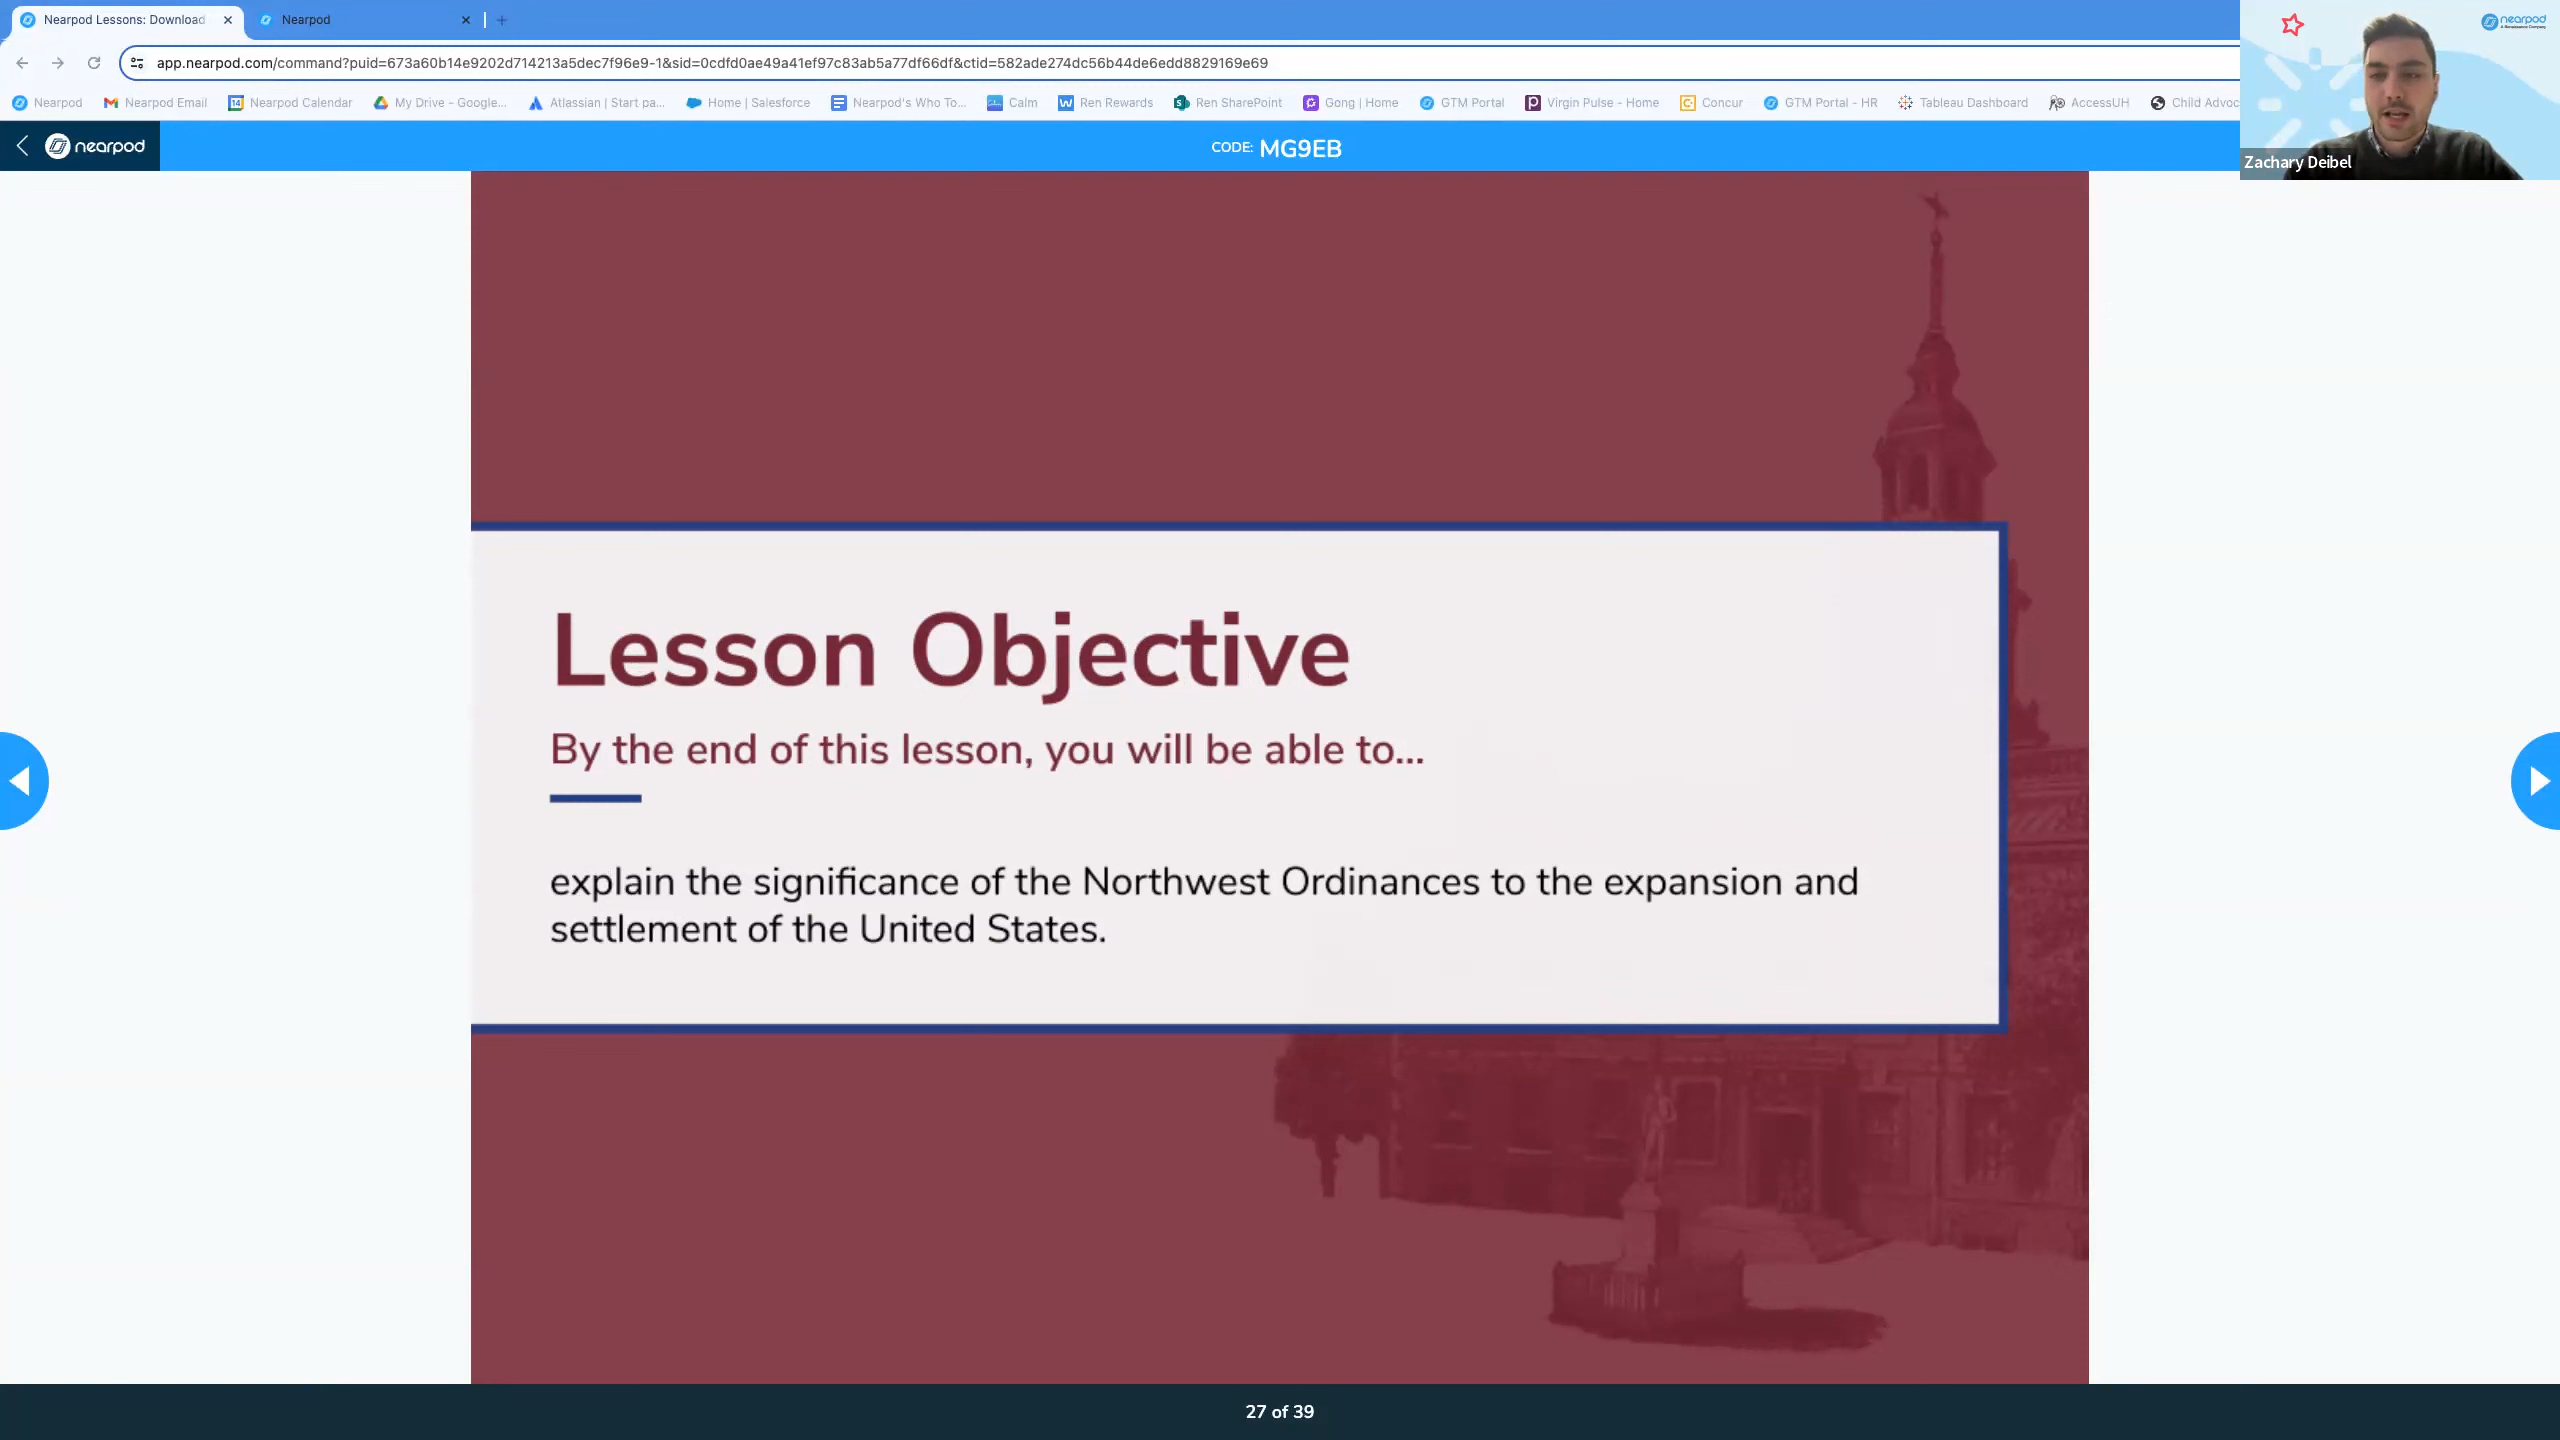 Nearpod Lessons: Download
Nearpod
app.nearpod.com/command?puid=673a60b14e9202d714213a5dec7f96e9-1&sid=0cdfd0ae49a41ef97c83ab5a77df66df&ctid=582ade274dc56b44de6edd8829169e69
Nearpod
Nearpod Email
14
Nearpod Calendar
My Drive - Google...
Atlassian | Start pa...
Home | Salesforce
Nearpod's Who To...
Calm
Ren Rewards
Ren SharePoint
Gong | Home
GTM Portal
Virgin Pulse - Home
Concur
GTM Portal - HR
Tableau Dashboard
AccessUH
Child Advoc
nearpod
Zachary Deibel
nearpod
CODE: MG9EB
Lesson Objective
By the end of this lesson, you will be able to...
explain the significance of the Northwest Ordinances to the expansion and
settlement of the United States.
27 of 39